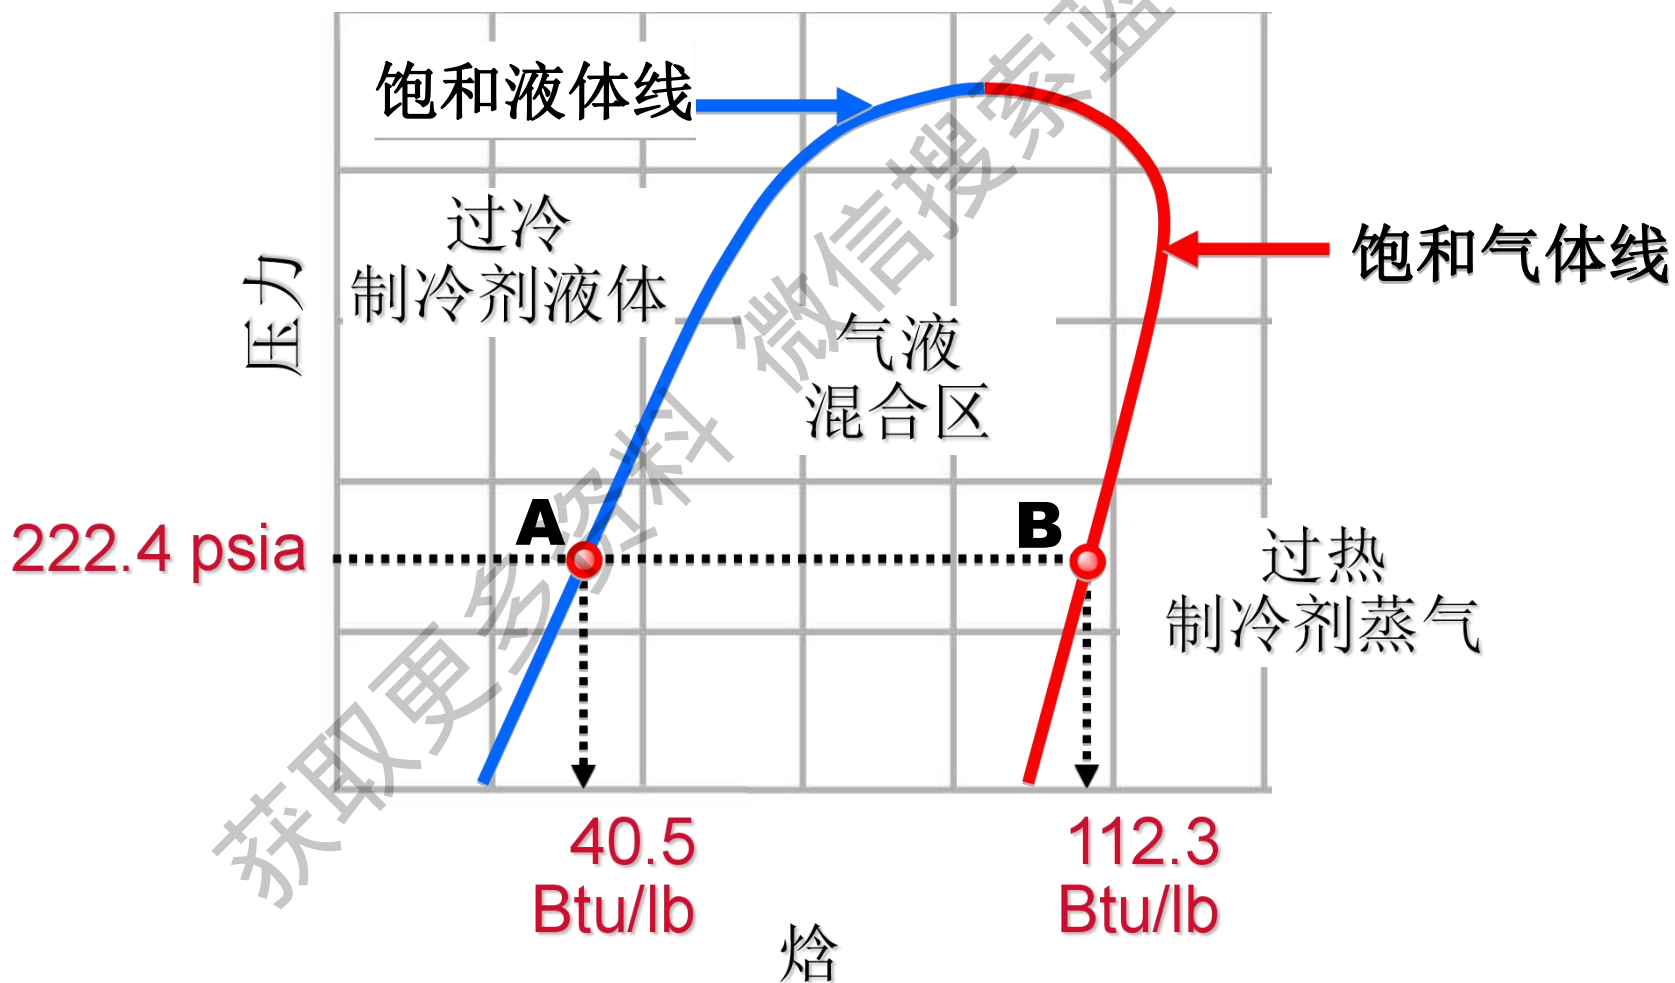 饱和液体线
过冷
制冷剂液体
压力
饱和气体线
气液
混合区
A
B
222.4 psia
过热
制冷剂蒸气
40.5
Btu/lb
112.3
Btu/lb
焓
获取更多资料 微信搜索蓝